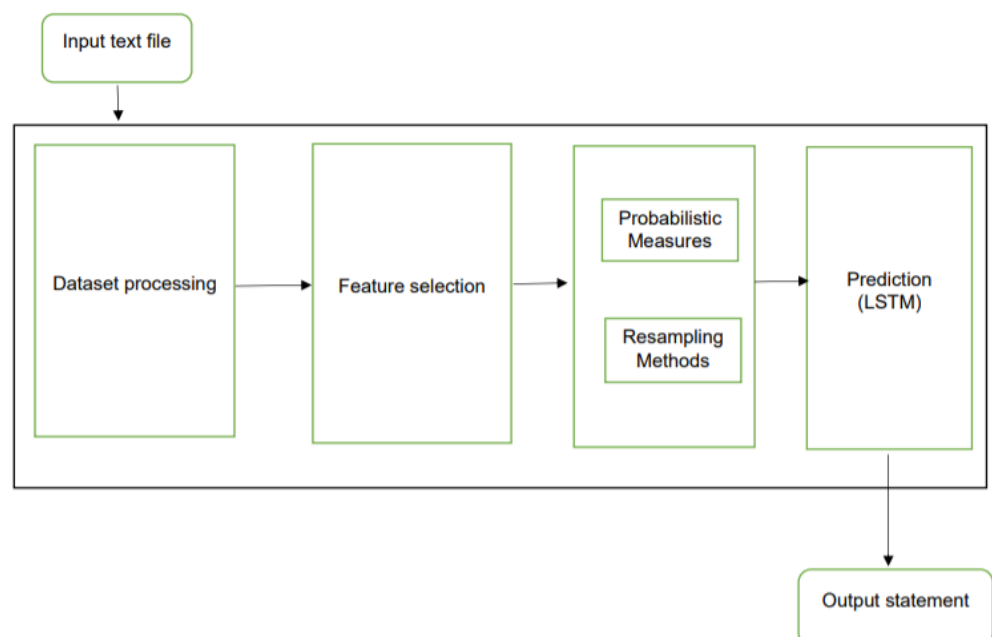 Input text file
Dataset processing
Feature selection
Probabilistic
Measures
Resampling
Methods
Prediction
(LSTM)
Output statement